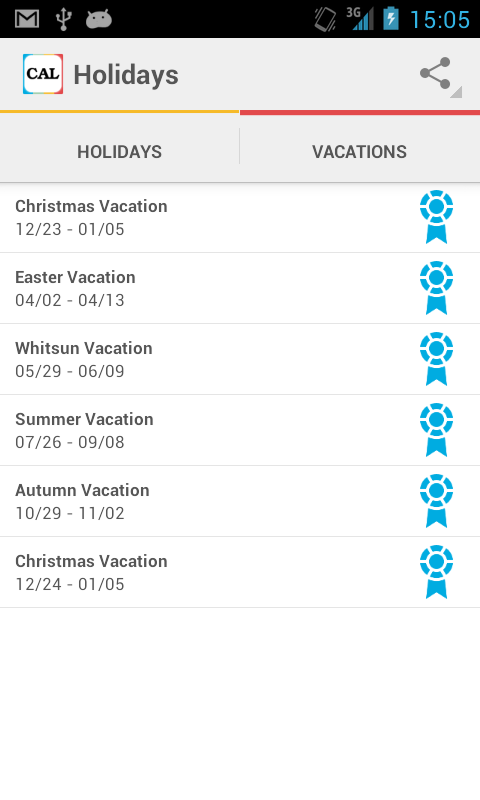 3G 15:05
CAL Holidays
HOLIDAYS VACATIONS
Christmas Vacation
12/23 - 01/05
Easter Vacation
04/02 - 04/13
Whitsun Vacation
05/29 - 06/09
Summer Vacation
07/26 - 09/08
Autumn Vacation
10/29 - 11/02
Christmas Vacation
12/24 - 01/05